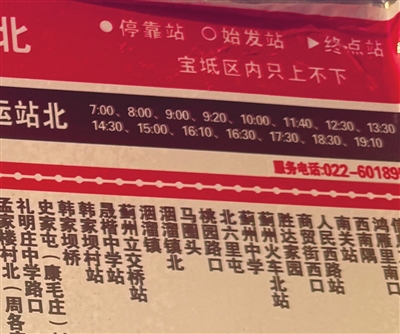 北 ●停靠站 ○始发站 ▶终点站
宝坻区内只上不下
运站北 7:00、8:00、9:00、9:20、10:00、11:40、12:30、13:30
14:30、15:00、16:10、16:30、17:30、18:30、19:10
服务电话:022-60189
孟家楼村北（周各
礼明庄中学路口
史家屯（康毛庄）
韩家坝桥
韩家坝村站
晟楷中学站
蓟州立交桥站
洇溜镇
洇溜镇北
马圈头
桃园路口
北六里屯
蓟州中学
蓟州火车北站
胜达家园
商贸街西口
人民西路站
南关站
西南隅
鸿雁里南口